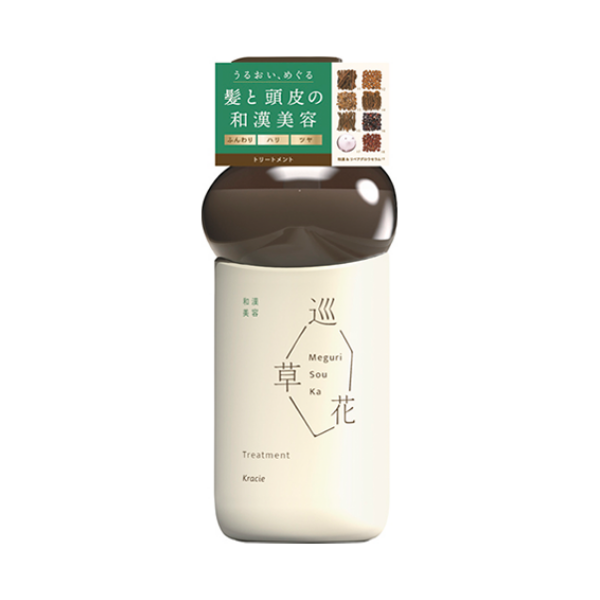 うるおい、めぐる
髪と頭皮の
和漢美容
ふんわり ハリ ツヤ
トリートメント
和漢
美容
巡
Meguri
Sou
Ka
草
花
Treatment
Kracie